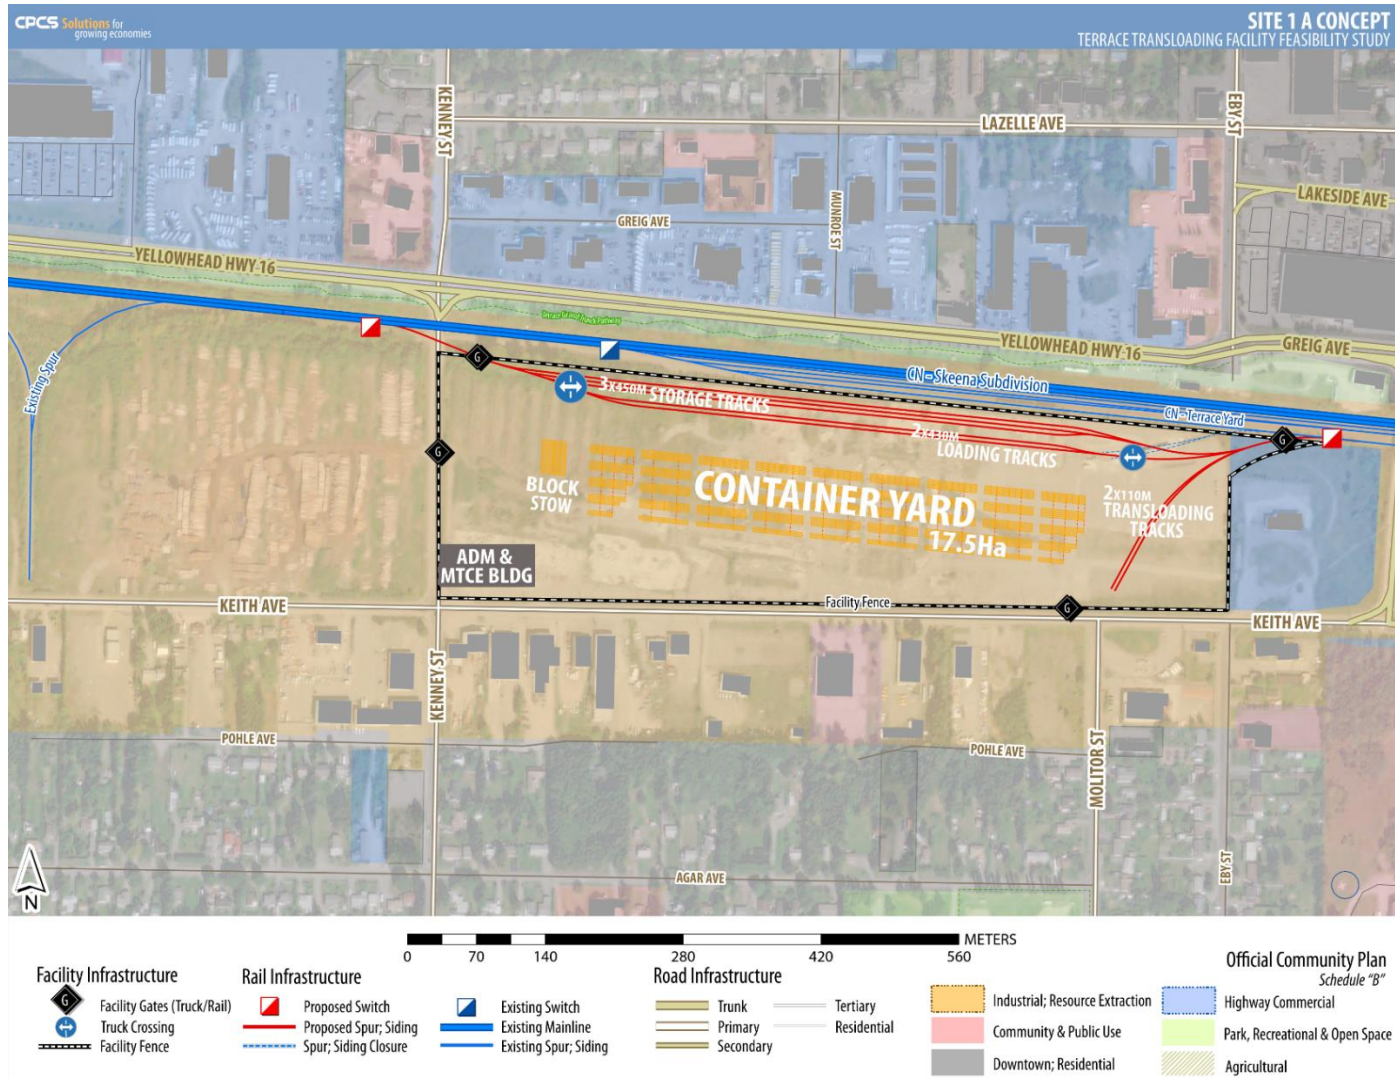 CPCS Solutions for
growing economies
SITE 1 A CONCEPT
TERRACE TRANSLOADING FACILITY FEASIBILITY STUDY
KENNEY ST
EBY ST
LAZELLE AVE
LAKESIDE AVE
MUNROE ST
GREIG AVE
YELLOWHEAD HWY 16
YELLOWHEAD HWY 16
GREIG AVE
Existing Spur
G
CN - Skeena Subdivision
3x450M STORAGE TRACKS
CN - Terrace Yard
2x430M
LOADING TRACKS
G
G
BLOCK
STOW
CONTAINER YARD
17.5Ha
2x110M
TRANSLOADING
TRACKS
ADM &
MTCE BLDG
KEITH AVE
Facility Fence
G
KEITH AVE
KENNEY ST
POHLE AVE
POHLE AVE
MOLITOR ST
EBY ST
AGAR AVE
N
METERS
0 70 140 280 420 560
Facility Infrastructure
G Facility Gates (Truck/Rail)
Truck Crossing
Facility Fence
Rail Infrastructure
Proposed Switch
Proposed Spur; Siding
Spur; Siding Closure
Existing Switch
Existing Mainline
Existing Spur; Siding
Road Infrastructure
Trunk
Primary
Secondary
Tertiary
Residential
Official Community Plan
Schedule "B"
Industrial; Resource Extraction
Community & Public Use
Downtown; Residential
Highway Commercial
Park, Recreational & Open Space
Agricultural